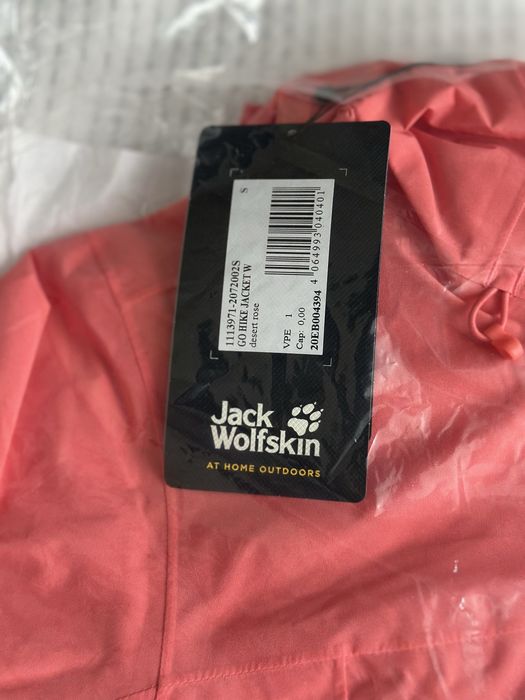 1113971-2072002S
GO HIKE JACKET W
desert rose
S
VPE 1
Cap: 0,00
20EB004394
4 064993 040401
Jack
Wolfskin
AT HOME OUTDOORS